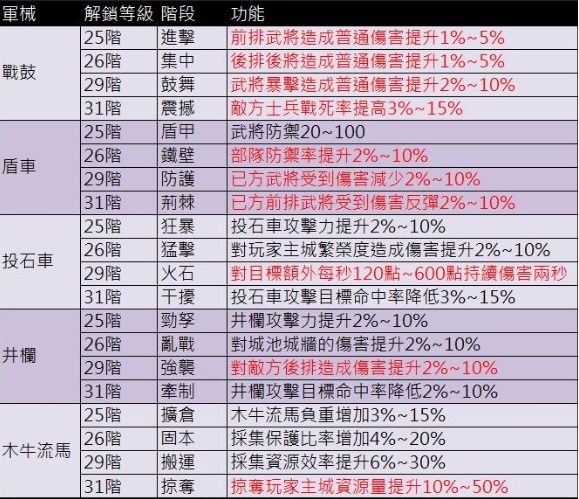 軍械 解鎖等級 階段 功能
戰鼓 25階 進擊 前排武將造成普通傷害提升1%~5%
26階 集中 後排後將造成普通傷害提升1%~5%
29階 鼓舞 武將暴擊造成普通傷害提升2%~10%
31階 震撼 敵方士兵戰死率提高3%~15%
盾車 25階 盾甲 武將防禦20~100
26階 鐵壁 部隊防禦率提升2%~10%
29階 防護 己方武將受到傷害減少2%~10%
31階 荊棘 己方前排武將受到傷害反彈2%~10%
投石車 25階 狂暴 投石車攻擊力提升2%~10%
26階 猛擊 對玩家主城繁榮度造成傷害提升2%~10%
29階 火石 對目標額外每秒120點~600點持續傷害兩秒
31階 干擾 投石車攻擊目標命中率降低3%~15%
井欄 25階 勁孥 井欄攻擊力提升2%~10%
26階 亂戰 對城池城牆的傷害提升2%~10%
29階 強襲 對敵方後排造成傷害提升2%~10%
31階 牽制 井欄攻擊目標命中率降低2%~10%
木牛流馬 25階 擴倉 木牛流馬負重增加3%~15%
26階 固本 採集保護比率增加4%~20%
29階 搬運 採集資源效率提升6%~30%
31階 掠奪 掠奪玩家主城資源量提升10%~50%